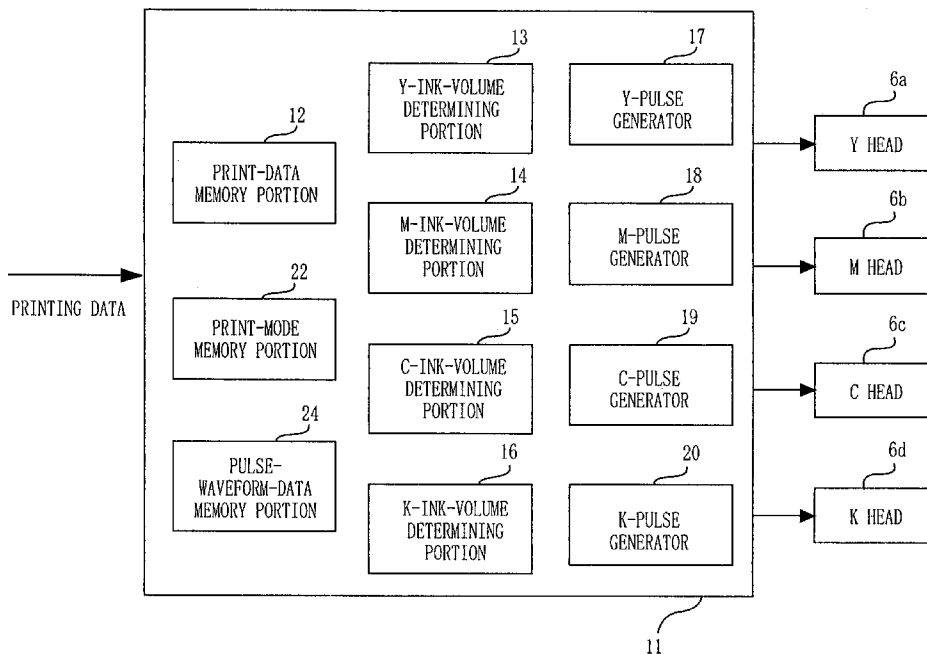 PRINTING DATA
12
PRINT-DATA
MEMORY PORTION
22
PRINT-MODE
MEMORY PORTION
24
PULSE-
WAVEFORM-DATA
MEMORY PORTION
13
Y-INK-VOLUME
DETERMINING
PORTION
14
M-INK-VOLUME
DETERMINING
PORTION
15
C-INK-VOLUME
DETERMINING
PORTION
16
K-INK-VOLUME
DETERMINING
PORTION
17
Y-PULSE
GENERATOR
18
M-PULSE
GENERATOR
19
C-PULSE
GENERATOR
20
K-PULSE
GENERATOR
6a
Y HEAD
6b
M HEAD
6c
C HEAD
6d
K HEAD
11